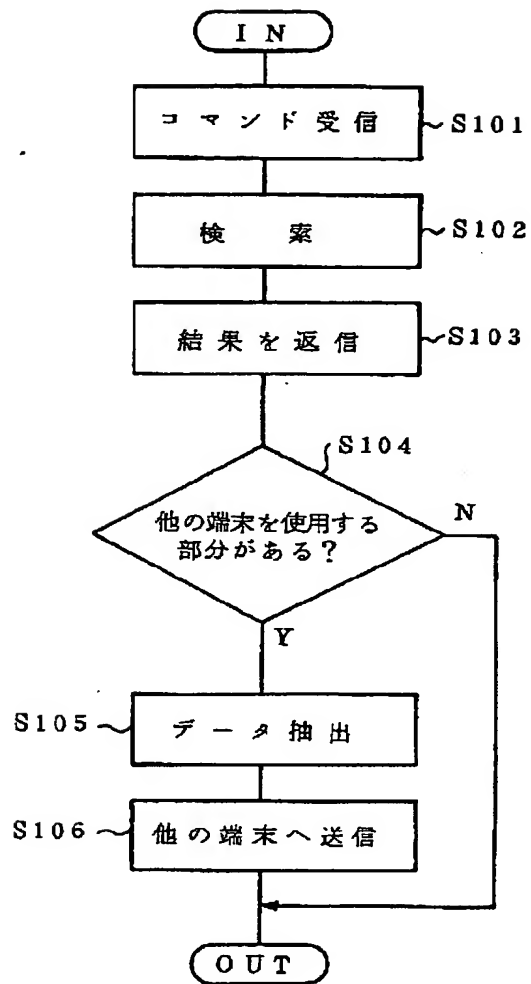 IN
コマンド受信
S101
検索
S102
結果を返信
S103
S104
他の端末を使用する
部分がある?
N
Y
S105
データ抽出
S106
他の端末へ送信
OUT